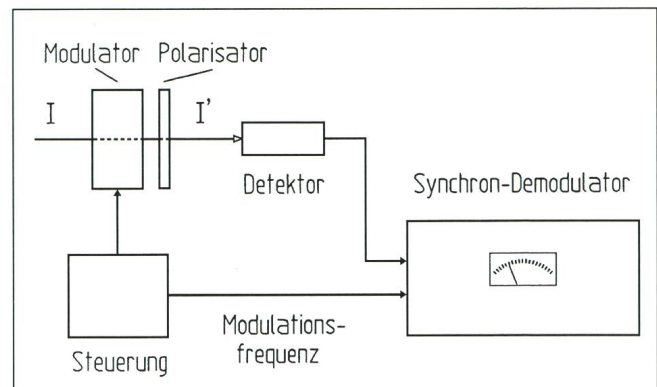 Modulator
Polarisator
I
I'
Detektor
Synchron-Demodulator
Modulations-
frequenz
Steuerung